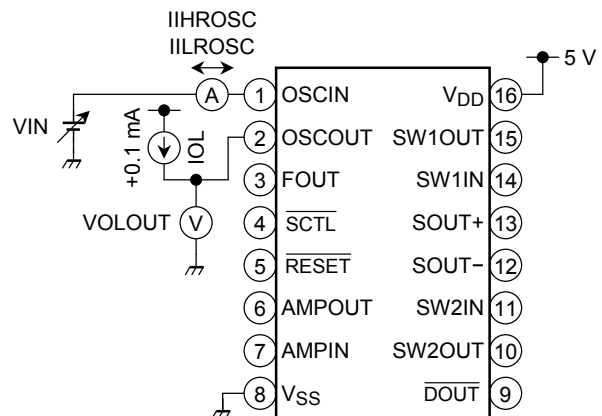 IIHROSC
IILROSC
5 V
A
1 OSCIN
VDD 16
VIN
+0.1 mA
IOL
2 OSCOUT
SW1OUT 15
3 FOUT
SW1IN 14
VOLOUT V
4 SCTL
SOUT+ 13
5 RESET
SOUT− 12
6 AMPOUT
SW2IN 11
7 AMPIN
SW2OUT 10
8 VSS
DOUT 9